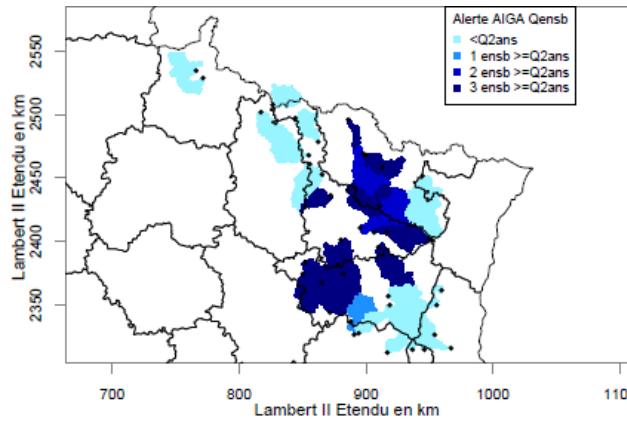 Alerte AIGA Qensb
<Q2ans
1 ensb >=Q2ans
2 ensb >=Q2ans
3 ensb >=Q2ans
Lambert II Etendu en km
2550
2500
2450
2400
2350
700 800 900 1000 110
Lambert II Etendu en km